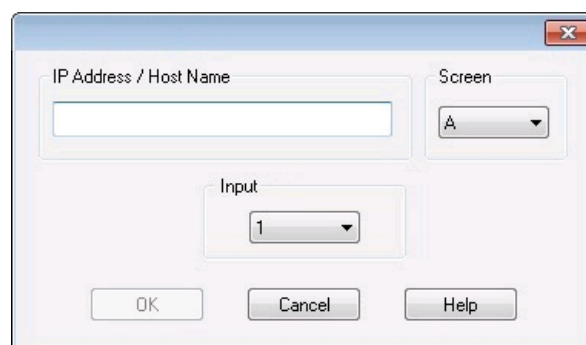 IP Address / Host Name
Screen
A
Input
1
OK
Cancel
Help